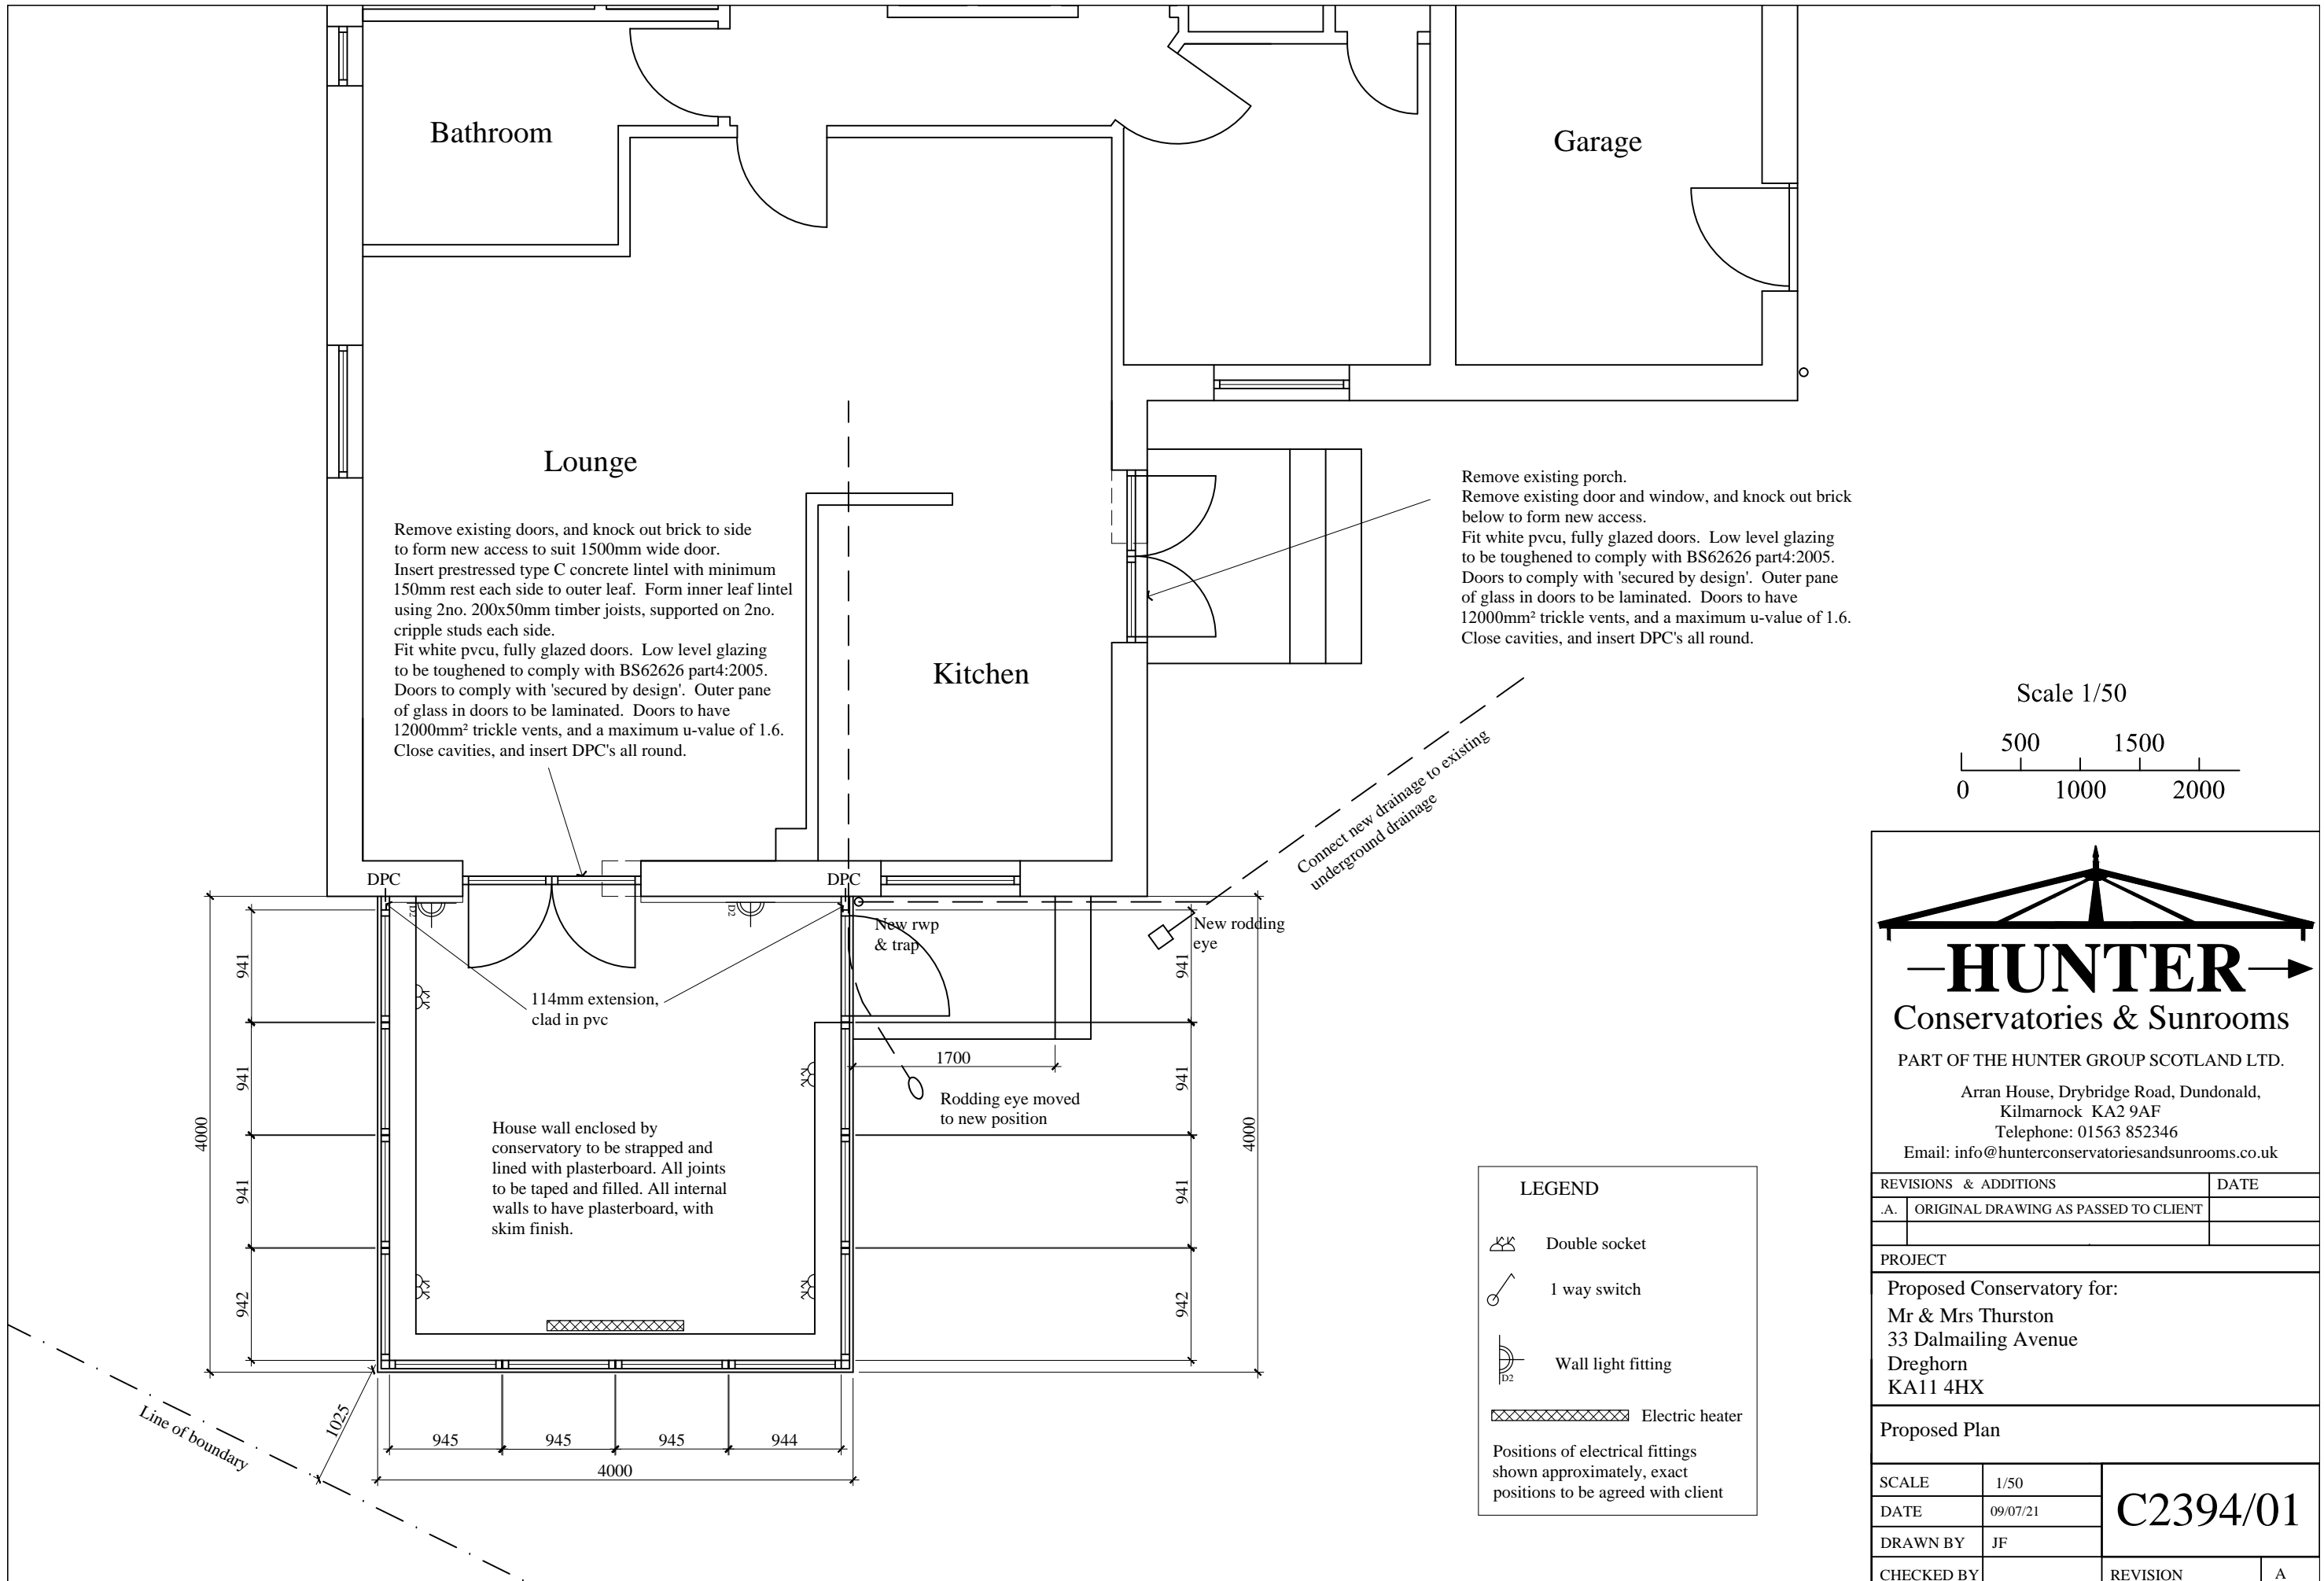 Bathroom
Garage
Lounge
Kitchen
Remove existing doors, and knock out brick to side
to form new access to suit 1500mm wide door.
Insert prestressed type C concrete lintel with minimum
150mm rest each side to outer leaf.  Form inner leaf lintel
using 2no. 200x50mm timber joists, supported on 2no.
cripple studs each side.
Fit white pvcu, fully glazed doors.  Low level glazing
to be toughened to comply with BS62626 part4:2005.
Doors to comply with 'secured by design'.  Outer pane
of glass in doors to be laminated.  Doors to have
12000mm² trickle vents, and a maximum u-value of 1.6.
Close cavities, and insert DPC's all round.
Remove existing porch.
Remove existing door and window, and knock out brick
below to form new access.
Fit white pvcu, fully glazed doors.  Low level glazing
to be toughened to comply with BS62626 part4:2005.
Doors to comply with 'secured by design'.  Outer pane
of glass in doors to be laminated.  Doors to have
12000mm² trickle vents, and a maximum u-value of 1.6.
Close cavities, and insert DPC's all round.
Connect new drainage to existing
underground drainage
DPC
DPC
D2
D2
New rwp
& trap
New rodding
eye
114mm extension,
clad in pvc
1700
Rodding eye moved
to new position
House wall enclosed by
conservatory to be strapped and
lined with plasterboard. All joints
to be taped and filled. All internal
walls to have plasterboard, with
skim finish.
4000
941
941
941
942
941
941
941
942
4000
945
945
945
944
4000
1025
Line of boundary
LEGEND
Double socket
1 way switch
D2
Wall light fitting
Electric heater
Positions of electrical fittings
shown approximately, exact
positions to be agreed with client
Scale 1/50
500 1500
0 1000 2000
HUNTER
Conservatories & Sunrooms
PART OF THE HUNTER GROUP SCOTLAND LTD.
Arran House, Drybridge Road, Dundonald,
Kilmarnock  KA2 9AF
Telephone: 01563 852346
Email: info@hunterconservatoriesandsunrooms.co.uk
REVISIONS & ADDITIONS DATE
.A. ORIGINAL DRAWING AS PASSED TO CLIENT
PROJECT
Proposed Conservatory for:
Mr & Mrs Thurston
33 Dalmailing Avenue
Dreghorn
KA11 4HX
Proposed Plan
SCALE 1/50
DATE 09/07/21
C2394/01
DRAWN BY JF
CHECKED BY REVISION A